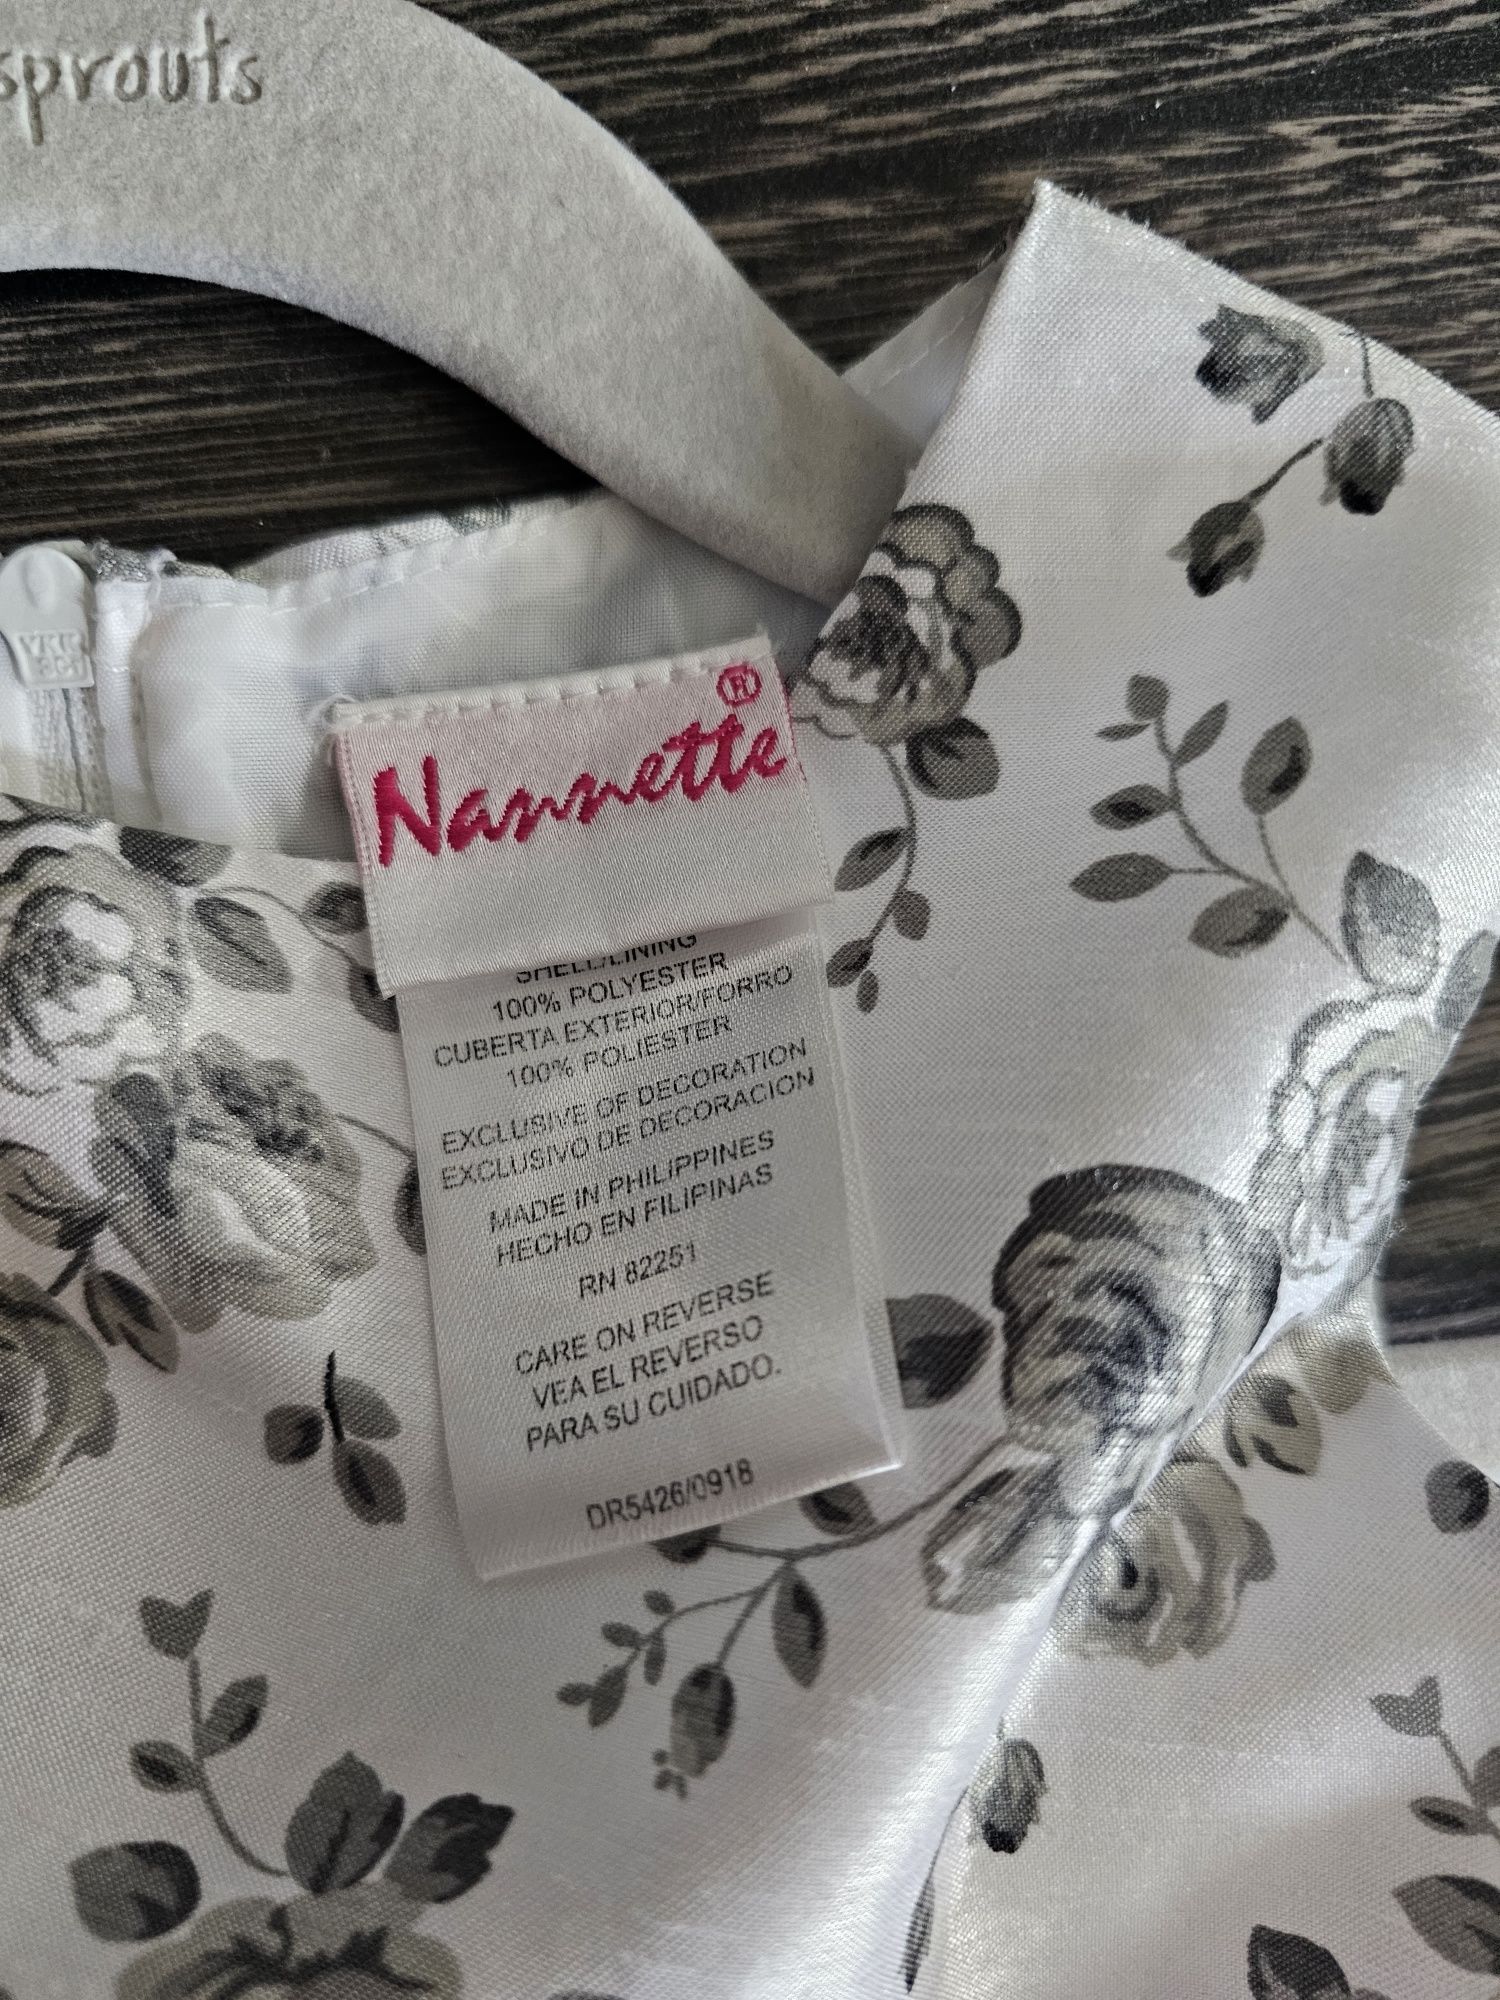 sprouts
YKK
Nannette®
SHELL/LINING
100% POLYESTER
CUBERTA EXTERIOR/FORRO
100% POLIESTER
EXCLUSIVE OF DECORATION
EXCLUSIVO DE DECORACION
MADE IN PHILIPPINES
HECHO EN FILIPINAS
RN 82251
CARE ON REVERSE
VEA EL REVERSO
PARA SU CUIDADO.
DR5426/0918